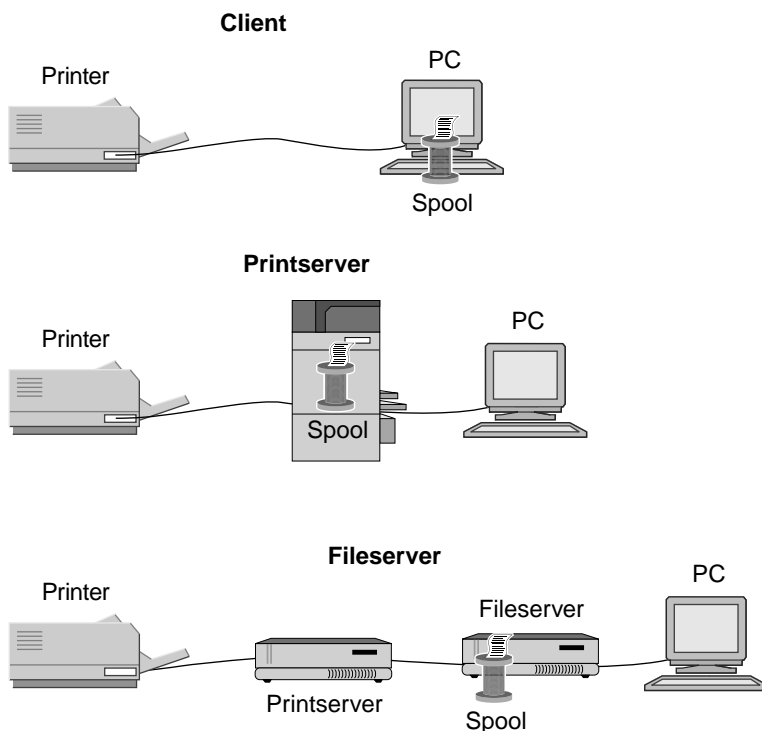 Client
Printer
PC
Spool
Printserver
Printer
PC
Spool
Fileserver
Printer
Fileserver
PC
Printserver
Spool